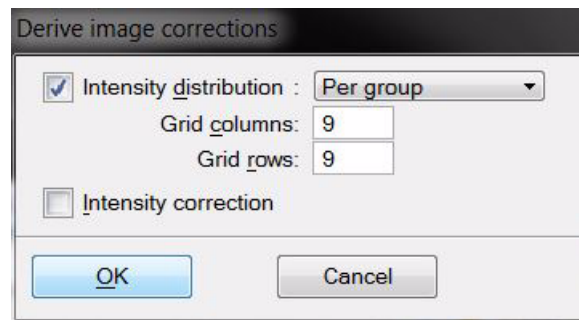 Derive image corrections
Intensity distribution : Per group
Grid columns: 9
Grid rows: 9
Intensity correction
OK Cancel